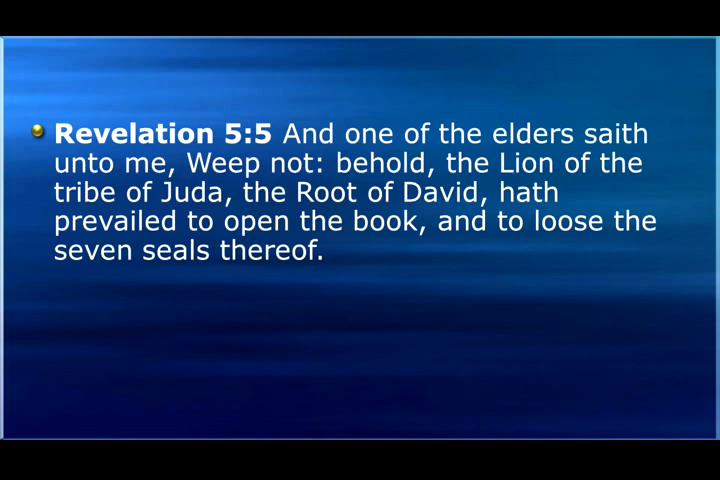 Revelation 5:5 And one of the elders saith
unto me, Weep not: behold, the Lion of the
tribe of Juda, the Root of David, hath
prevailed to open the book, and to loose the
seven seals thereof.